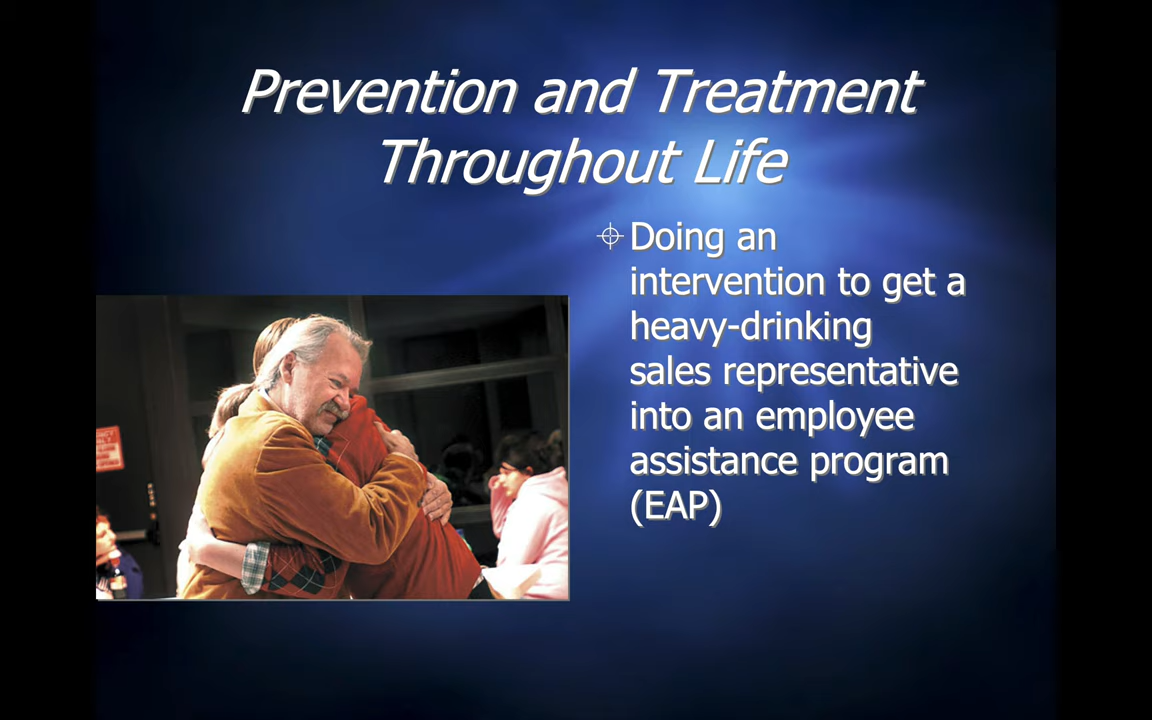 Prevention and Treatment
Throughout Life
Doing an
intervention to get a
heavy-drinking
sales representative
into an employee
assistance program
(EAP)